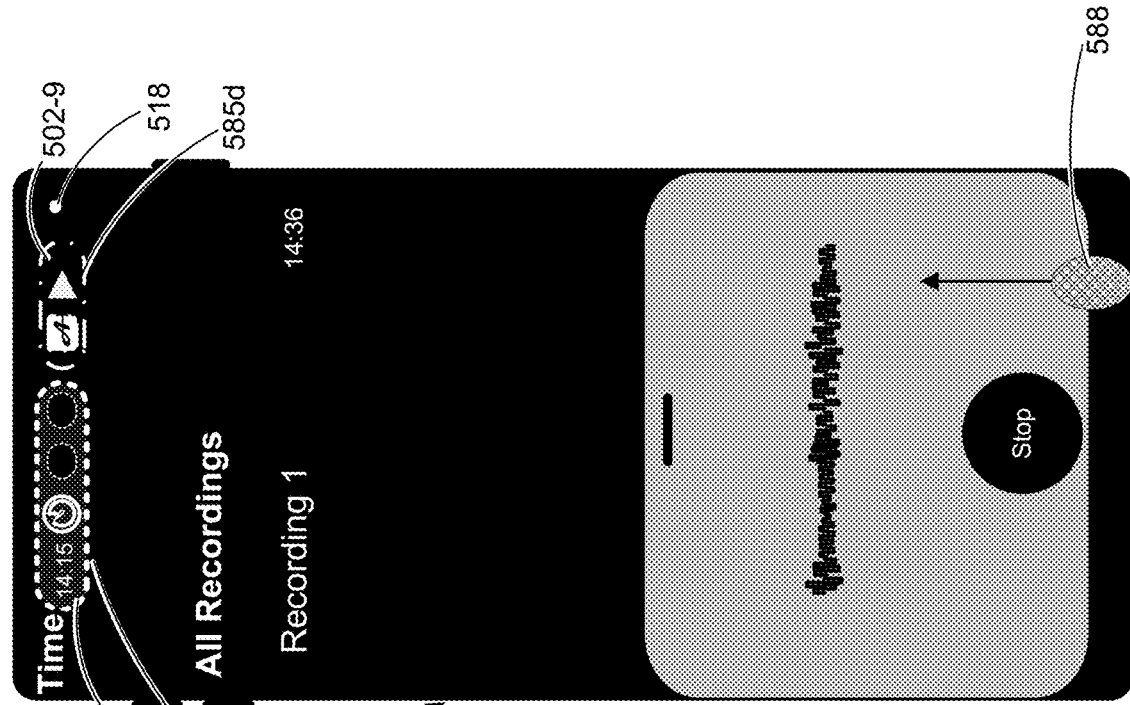 502-9
518
585d
Time
14:15
A
All Recordings
Recording 1
14:36
Stop
588